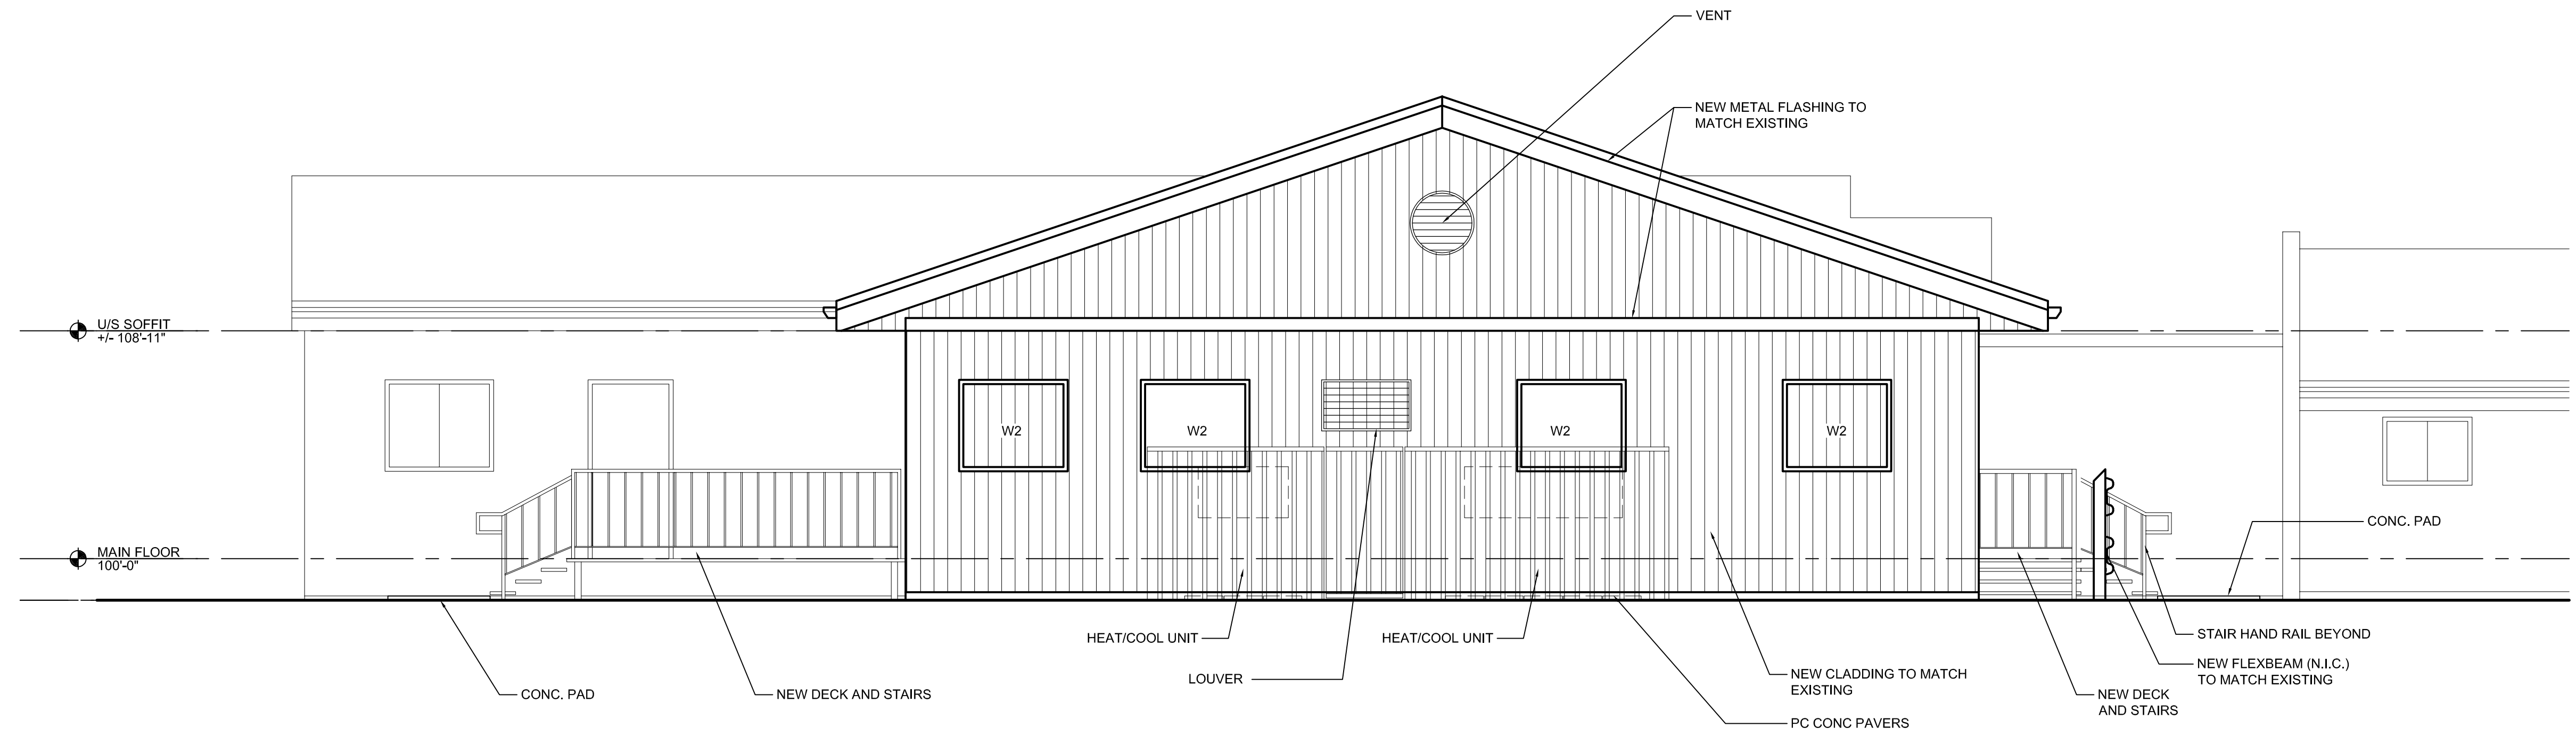 VENT
NEW METAL FLASHING TO
MATCH EXISTING
U/S SOFFIT
+/- 108'-11"
W2
W2
W2
W2
CONC. PAD
MAIN FLOOR
100'-0"
HEAT/COOL UNIT
HEAT/COOL UNIT
STAIR HAND RAIL BEYOND
NEW FLEXBEAM (N.I.C.)
TO MATCH EXISTING
LOUVER
NEW CLADDING TO MATCH
EXISTING
CONC. PAD
NEW DECK AND STAIRS
NEW DECK
AND STAIRS
PC CONC PAVERS